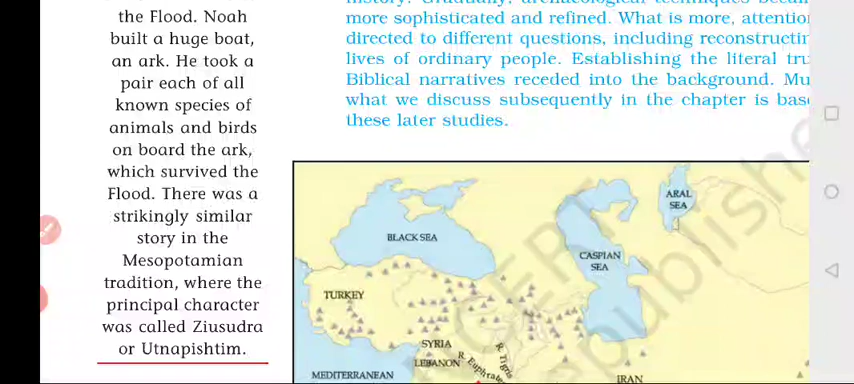 the Flood. Noah
built a huge boat,
an ark. He took a
pair each of all
known species of
animals and birds
on board the ark,
which survived the
Flood. There was a
strikingly similar
story in the
Mesopotamian
tradition, where the
principal character
was called Ziusudra
or Utnapishtim.
more sophisticated and refined. What is more, attentio
directed to different questions, including reconstructin
lives of ordinary people. Establishing the literal tru
Biblical narratives receded into the background. Mu
what we discuss subsequently in the chapter is base
these later studies.
BLACK SEA
CASPIAN
SEA
ARAL
SEA
TURKEY
SYRIA
LEBANON
R. Euphrates
R. Tigris
MEDITERRANEAN
IRAN